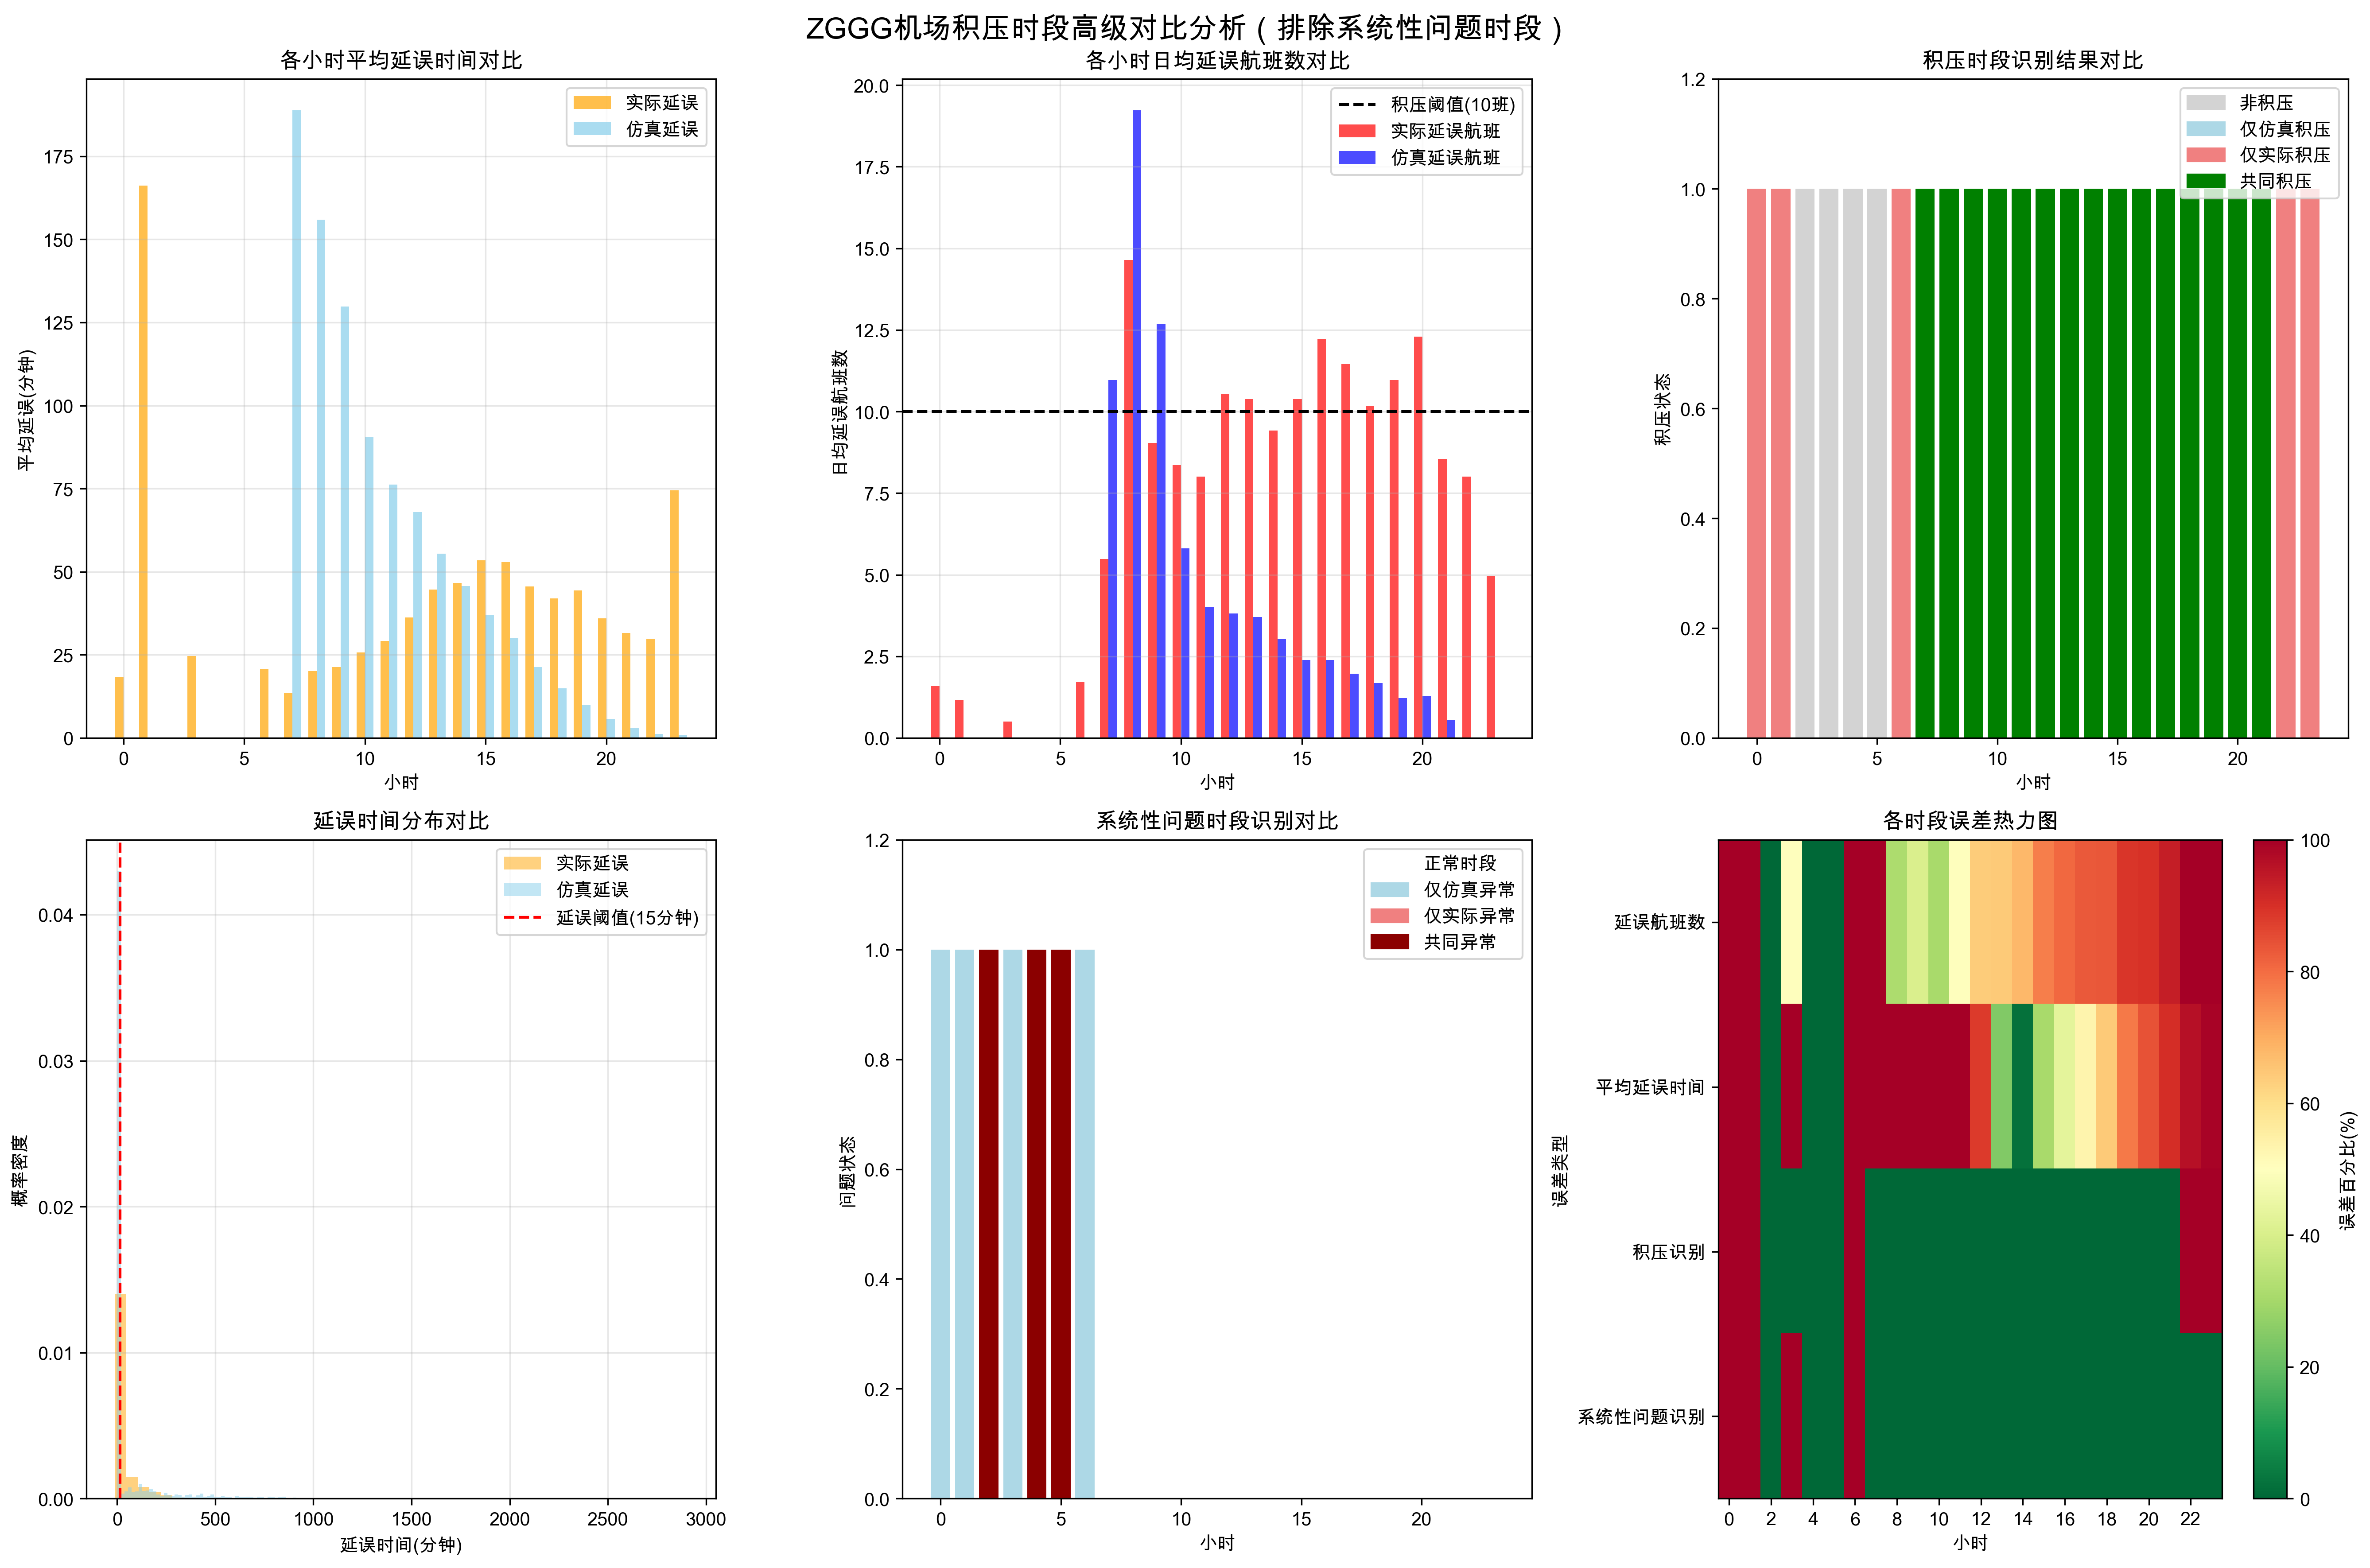 ZGGG机场积压时段高级对比分析（排除系统性问题时段）
各小时平均延误时间对比
平均延误(分钟)
175
150
125
100
75
50
25
0
0 5 10 15 20
小时
实际延误
仿真延误
各小时日均延误航班数对比
日均延误航班数
20.0
17.5
15.0
12.5
10.0
7.5
5.0
2.5
0.0
0 5 10 15 20
小时
积压阈值(10班)
实际延误航班
仿真延误航班
积压时段识别结果对比
积压状态
1.2
1.0
0.8
0.6
0.4
0.2
0.0
0 5 10 15 20
小时
非积压
仅仿真积压
仅实际积压
共同积压
延误时间分布对比
概率密度
0.04
0.03
0.02
0.01
0.00
0 500 1000 1500 2000 2500 3000
延误时间(分钟)
实际延误
仿真延误
延误阈值(15分钟)
系统性问题时段识别对比
问题状态
1.2
1.0
0.8
0.6
0.4
0.2
0.0
0 5 10 15 20
小时
正常时段
仅仿真异常
仅实际异常
共同异常
各时段误差热力图
误差类型
延误航班数
平均延误时间
积压识别
系统性问题识别
0 2 4 6 8 10 12 14 16 18 20 22
小时
100
80
60
40
20
0
误差百分比(%)